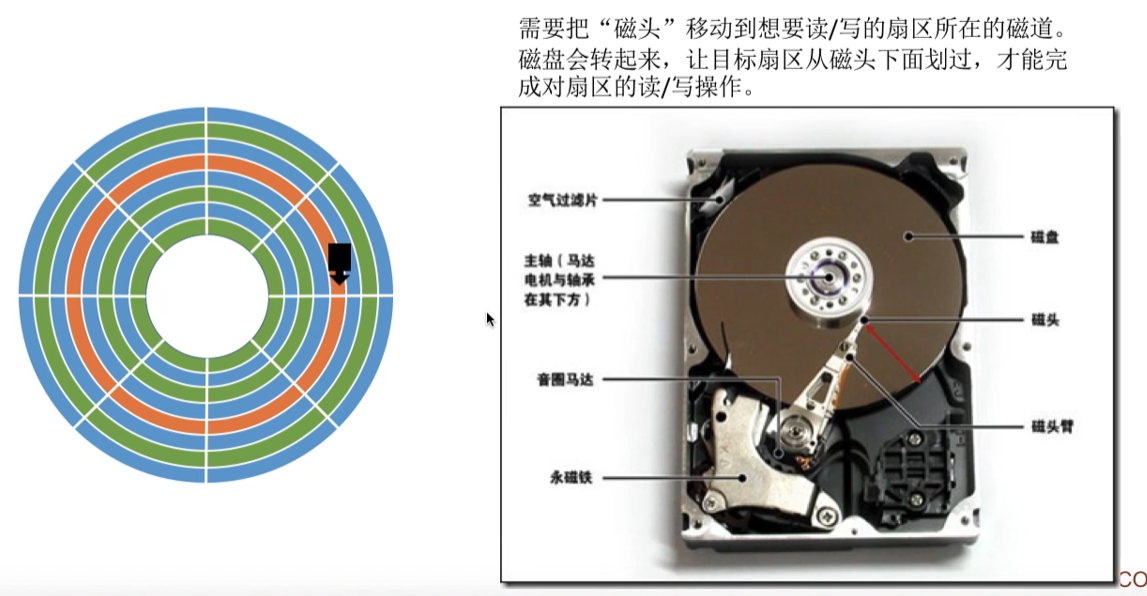 需要把“磁头”移动到想要读/写的扇区所在的磁道。
磁盘会转起来，让目标扇区从磁头下面划过，才能完
成对扇区的读/写操作。
空气过滤片
磁盘
主轴（马达
电机与轴承
在其下方）
磁头
音圈马达
磁头臂
永磁铁
CO